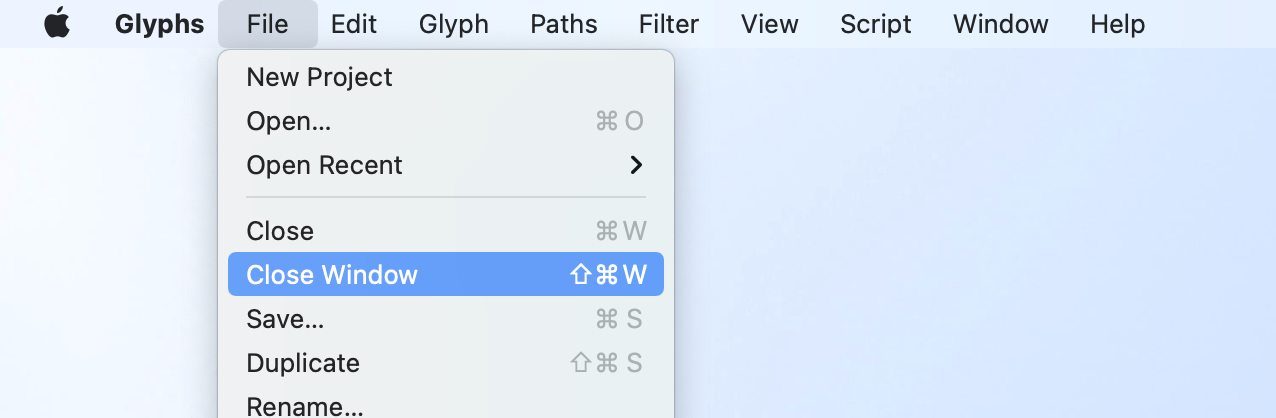 Glyphs File Edit Glyph Paths Filter View Script Window Help
New Project
Open... ⌘ O
Open Recent
Close ⌘ W
Close Window ⇧ ⌘ W
Save... ⌘ S
Duplicate ⇧ ⌘ S
Rename...